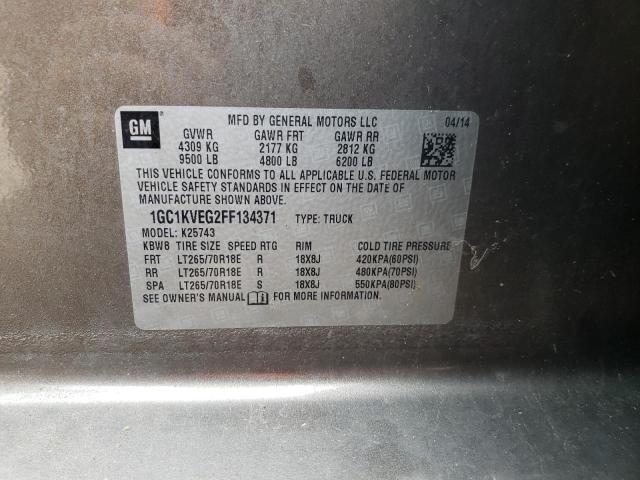 GM
MFD BY GENERAL MOTORS LLC 04/14
GVWR GAWR FRT GAWR RR
4309 KG 2177 KG 2812 KG
9500 LB 4800 LB 6200 LB
THIS VEHICLE CONFORMS TO ALL APPLICABLE U.S. FEDERAL MOTOR
VEHICLE SAFETY STANDARDS IN EFFECT ON THE DATE OF
MANUFACTURE SHOWN ABOVE.
1GC1KVEG2FF134371 TYPE: TRUCK
MODEL: K25743
KBW8 TIRE SIZE SPEED RTG RIM COLD TIRE PRESSURE
FRT LT265/70R18E R 18X8J 420KPA(60PSI)
RR LT265/70R18E R 18X8J 480KPA(70PSI)
SPA LT265/70R18E S 18X8J 550KPA(80PSI)
SEE OWNER'S MANUAL FOR MORE INFORMATION.